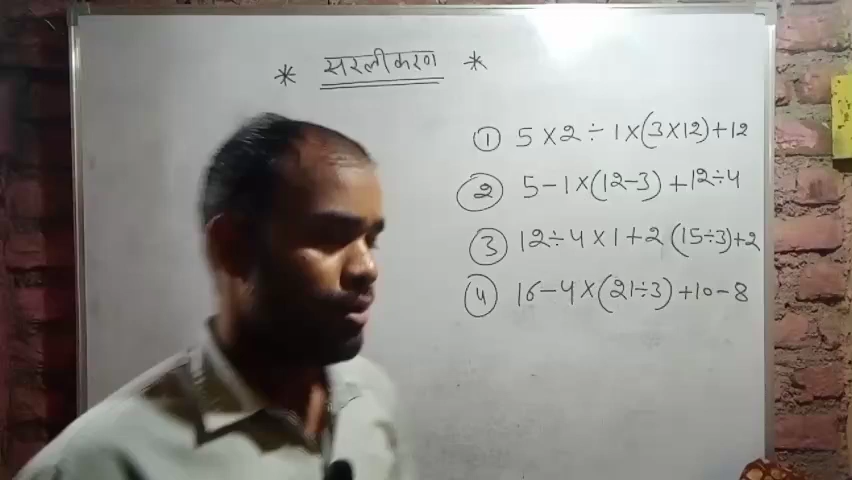 * सरलीकरण *
① 5×2÷1×(3×12)+12
② 5-1×(12-3)+12÷4
③ 12÷4×1+2(15÷3)+2
④ 16-4×(21÷3)+10-8